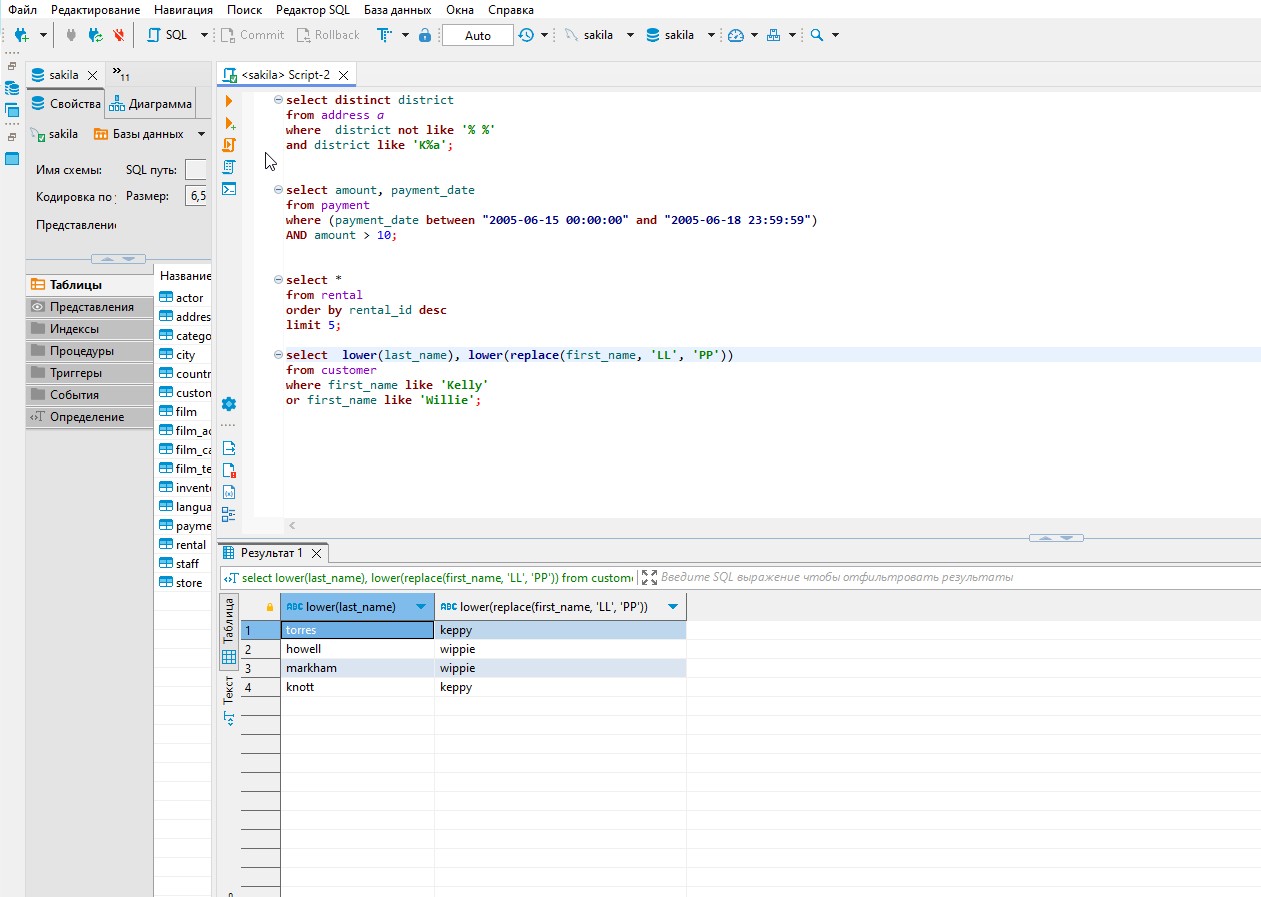 Файл Редактирование Навигация Поиск Редактор SQL База данных Окна Справка
SQL Commit Rollback Auto sakila sakila
sakila 11
<sakila> Script-2
Свойства Диаграмма
sakila Базы данных
Имя схемы: SQL путь:
Кодировка по Размер: 6,5
Представлени
Название
Таблицы
Представления
Индексы
Процедуры
Триггеры
События
Определение
actor
addres
catego
city
countr
custon
film
film_ac
film_ca
film_te
invent
langua
payme
rental
staff
store
select distinct district
from address a
where  district not like '% %'
and district like 'K%a';
select amount, payment_date
from payment
where (payment_date between "2005-06-15 00:00:00" and "2005-06-18 23:59:59")
AND amount > 10;
select *
from rental
order by rental_id desc
limit 5;
select  lower(last_name), lower(replace(first_name, 'LL', 'PP'))
from customer
where first_name like 'Kelly'
or first_name like 'Willie';
Результат 1
select lower(last_name), lower(replace(first_name, 'LL', 'PP')) from custom
Введите SQL выражение чтобы отфильтровать результаты
Таблица
Текст
ABC lower(last_name) ABC lower(replace(first_name, 'LL', 'PP'))
1 torres keppy
2 howell wippie
3 markham wippie
4 knott keppy